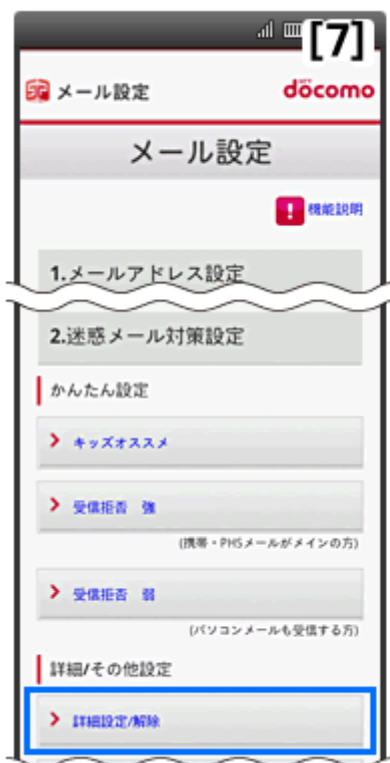 [7]
メール設定
döcomo
メール設定
機能説明
1.メールアドレス設定
2.迷惑メール対策設定
かんたん設定
キッズオススメ
受信拒否 強
(携帯・PHSメールがメインの方)
受信拒否 弱
(パソコンメールも受信する方)
詳細/その他設定
詳細設定/解除